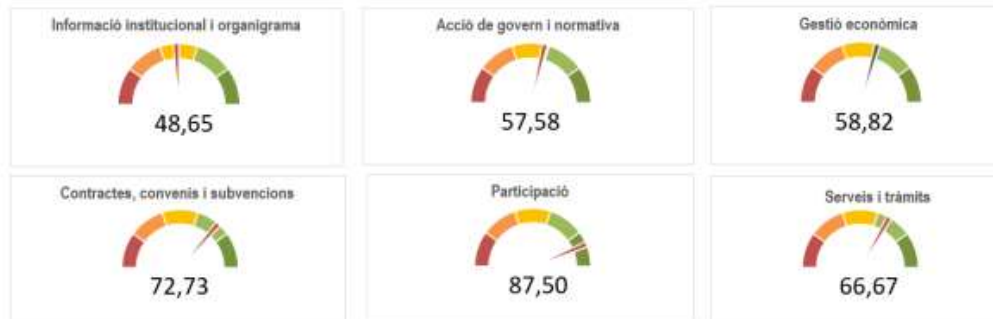 Informació institucional i organigrama
48,65
Acció de govern i normativa
57,58
Gestió econòmica
58,82
Contractes, convenis i subvencions
72,73
Participació
87,50
Serveis i tràmits
66,67